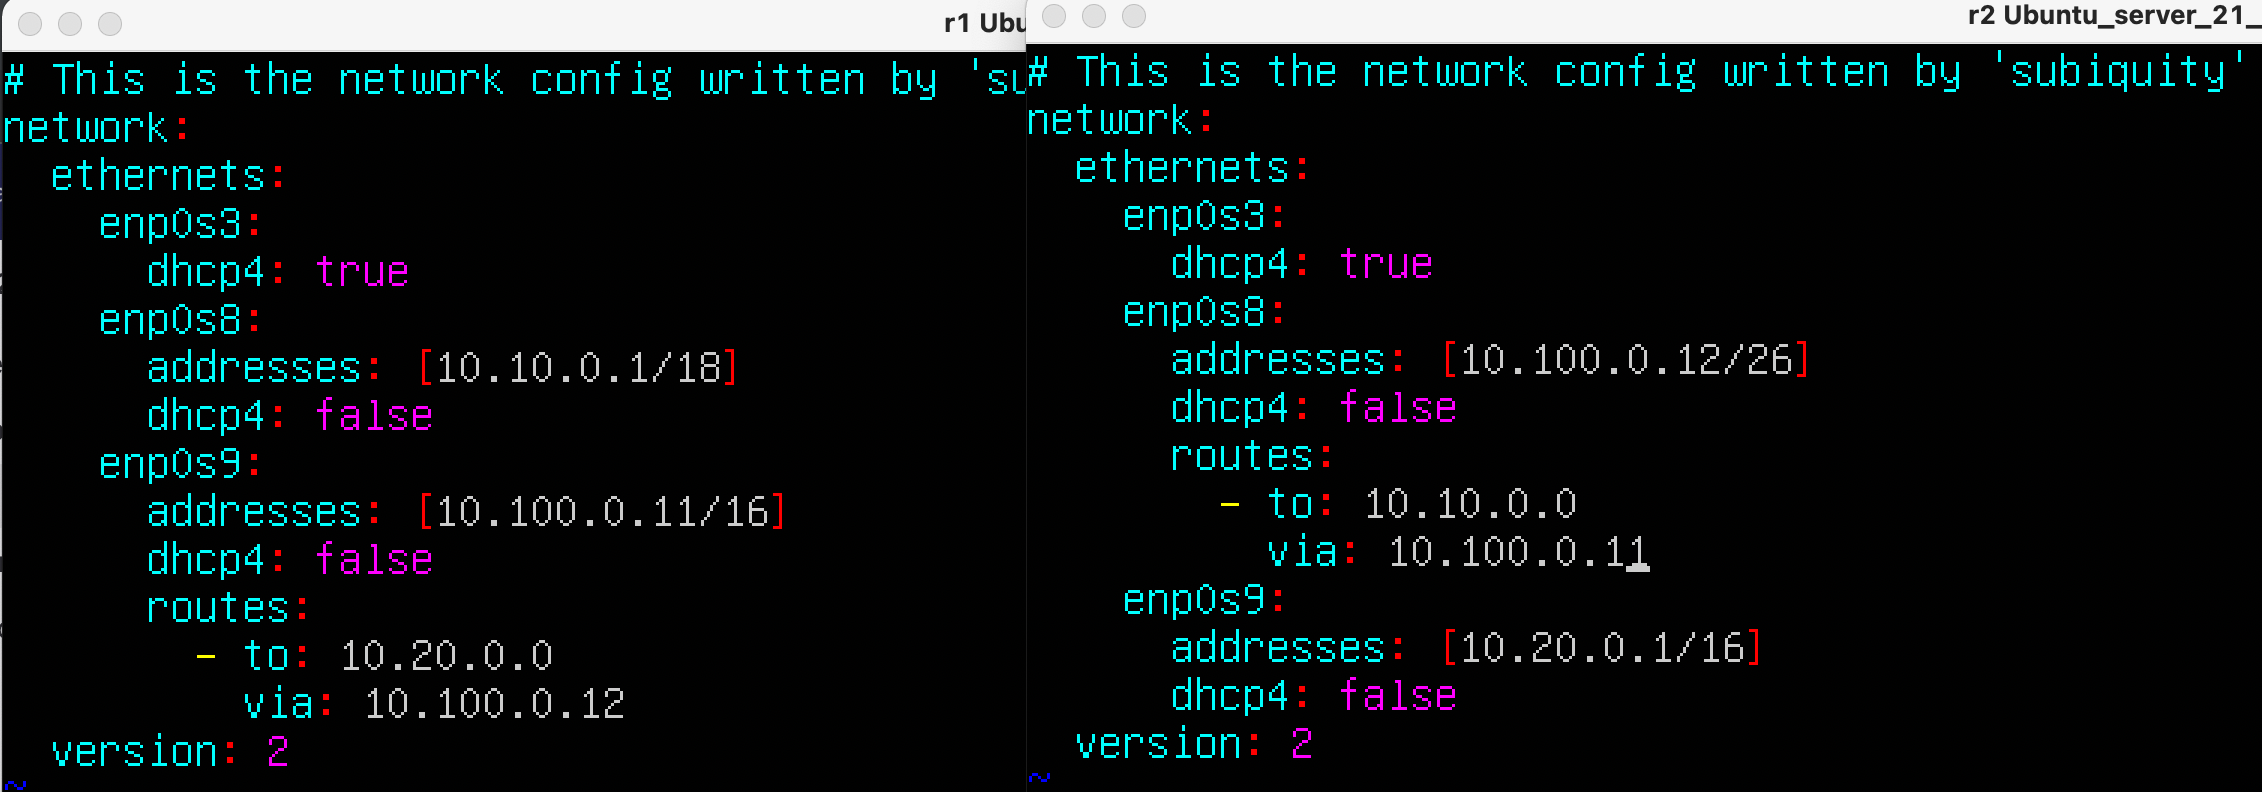 r1 Ubu
# This is the network config written by 'su
network:
  ethernets:
    enp0s3:
      dhcp4: true
    enp0s8:
      addresses: [10.10.0.1/18]
      dhcp4: false
    enp0s9:
      addresses: [10.100.0.11/16]
      dhcp4: false
      routes:
        - to: 10.20.0.0
          via: 10.100.0.12
  version: 2
~
r2 Ubuntu_server_21_
# This is the network config written by 'subiquity'
network:
  ethernets:
    enp0s3:
      dhcp4: true
    enp0s8:
      addresses: [10.100.0.12/26]
      dhcp4: false
      routes:
        - to: 10.10.0.0
          via: 10.100.0.11
    enp0s9:
      addresses: [10.20.0.1/16]
      dhcp4: false
  version: 2
~